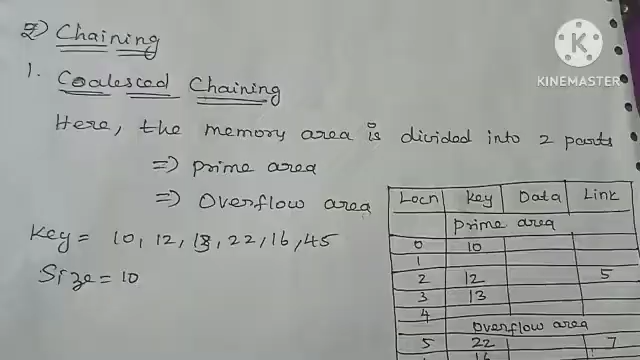 2) Chaining
1. Coalesced Chaining
Here, the memory area is divided into 2 parts
=> prime area
=> Overflow area
Key = 10, 12, 13, 22, 16, 45
Size = 10
K
KINEMASTER
Locn Key Data Link
prime area
0 10
1
2 12 5
3 13
4
Overflow area
5 22 7
16